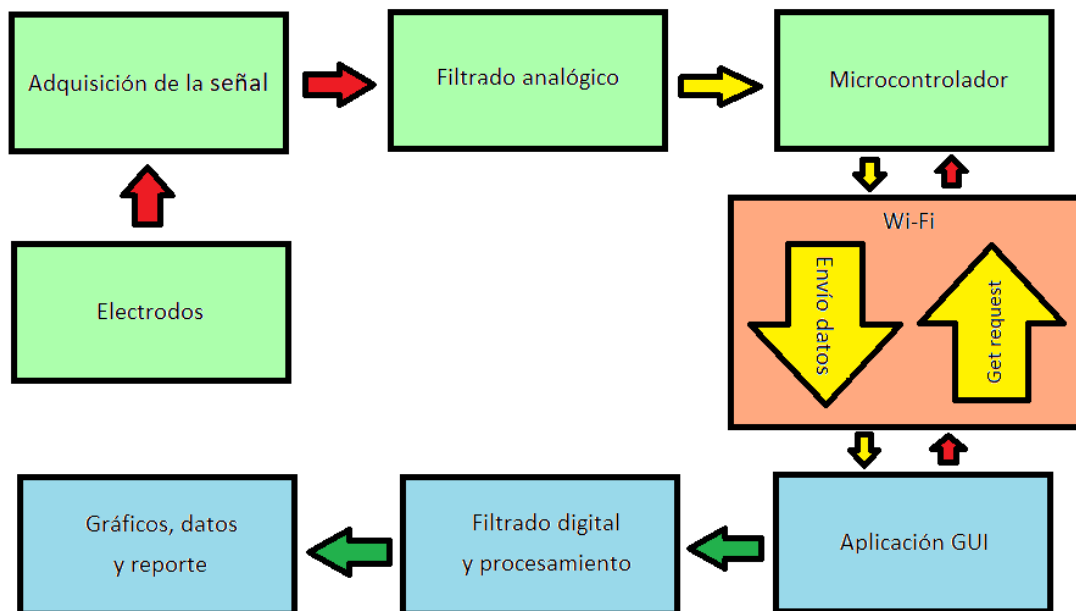 Adquisición de la señal
Filtrado analógico
Microcontrolador
Electrodos
Wi-Fi
Envío datos
Get request
Gráficos, datos
y reporte
Filtrado digital
y procesamiento
Aplicación GUI